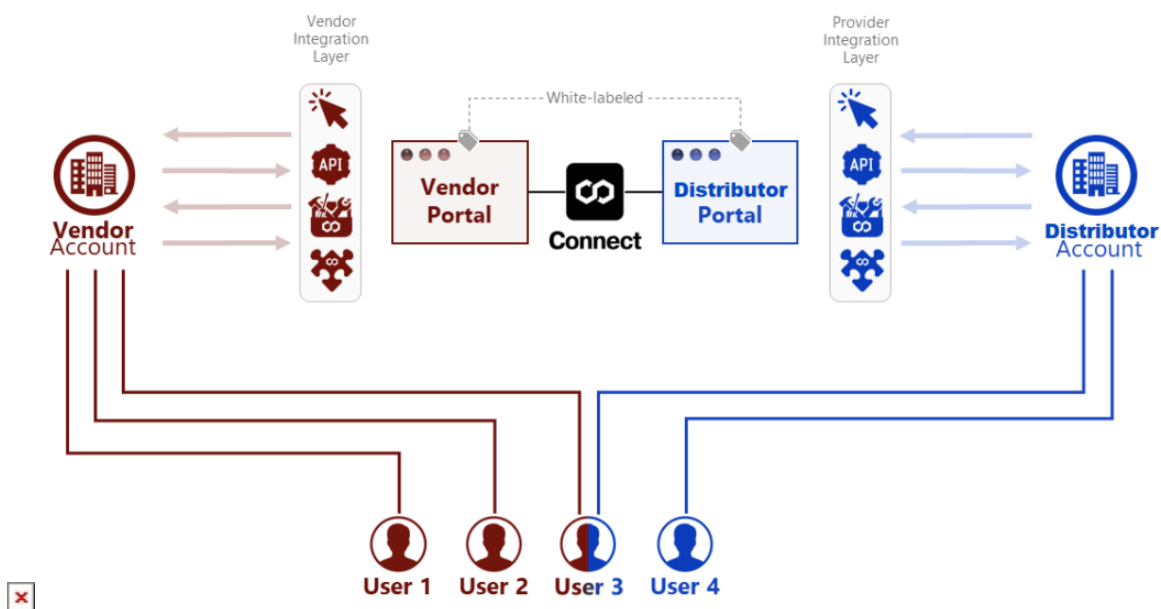 Vendor
Integration
Layer
Provider
Integration
Layer
White-labeled
API
API
Vendor
Portal
Distributor
Portal
Connect
Vendor
Account
Distributor
Account
User 1
User 2
User 3
User 4